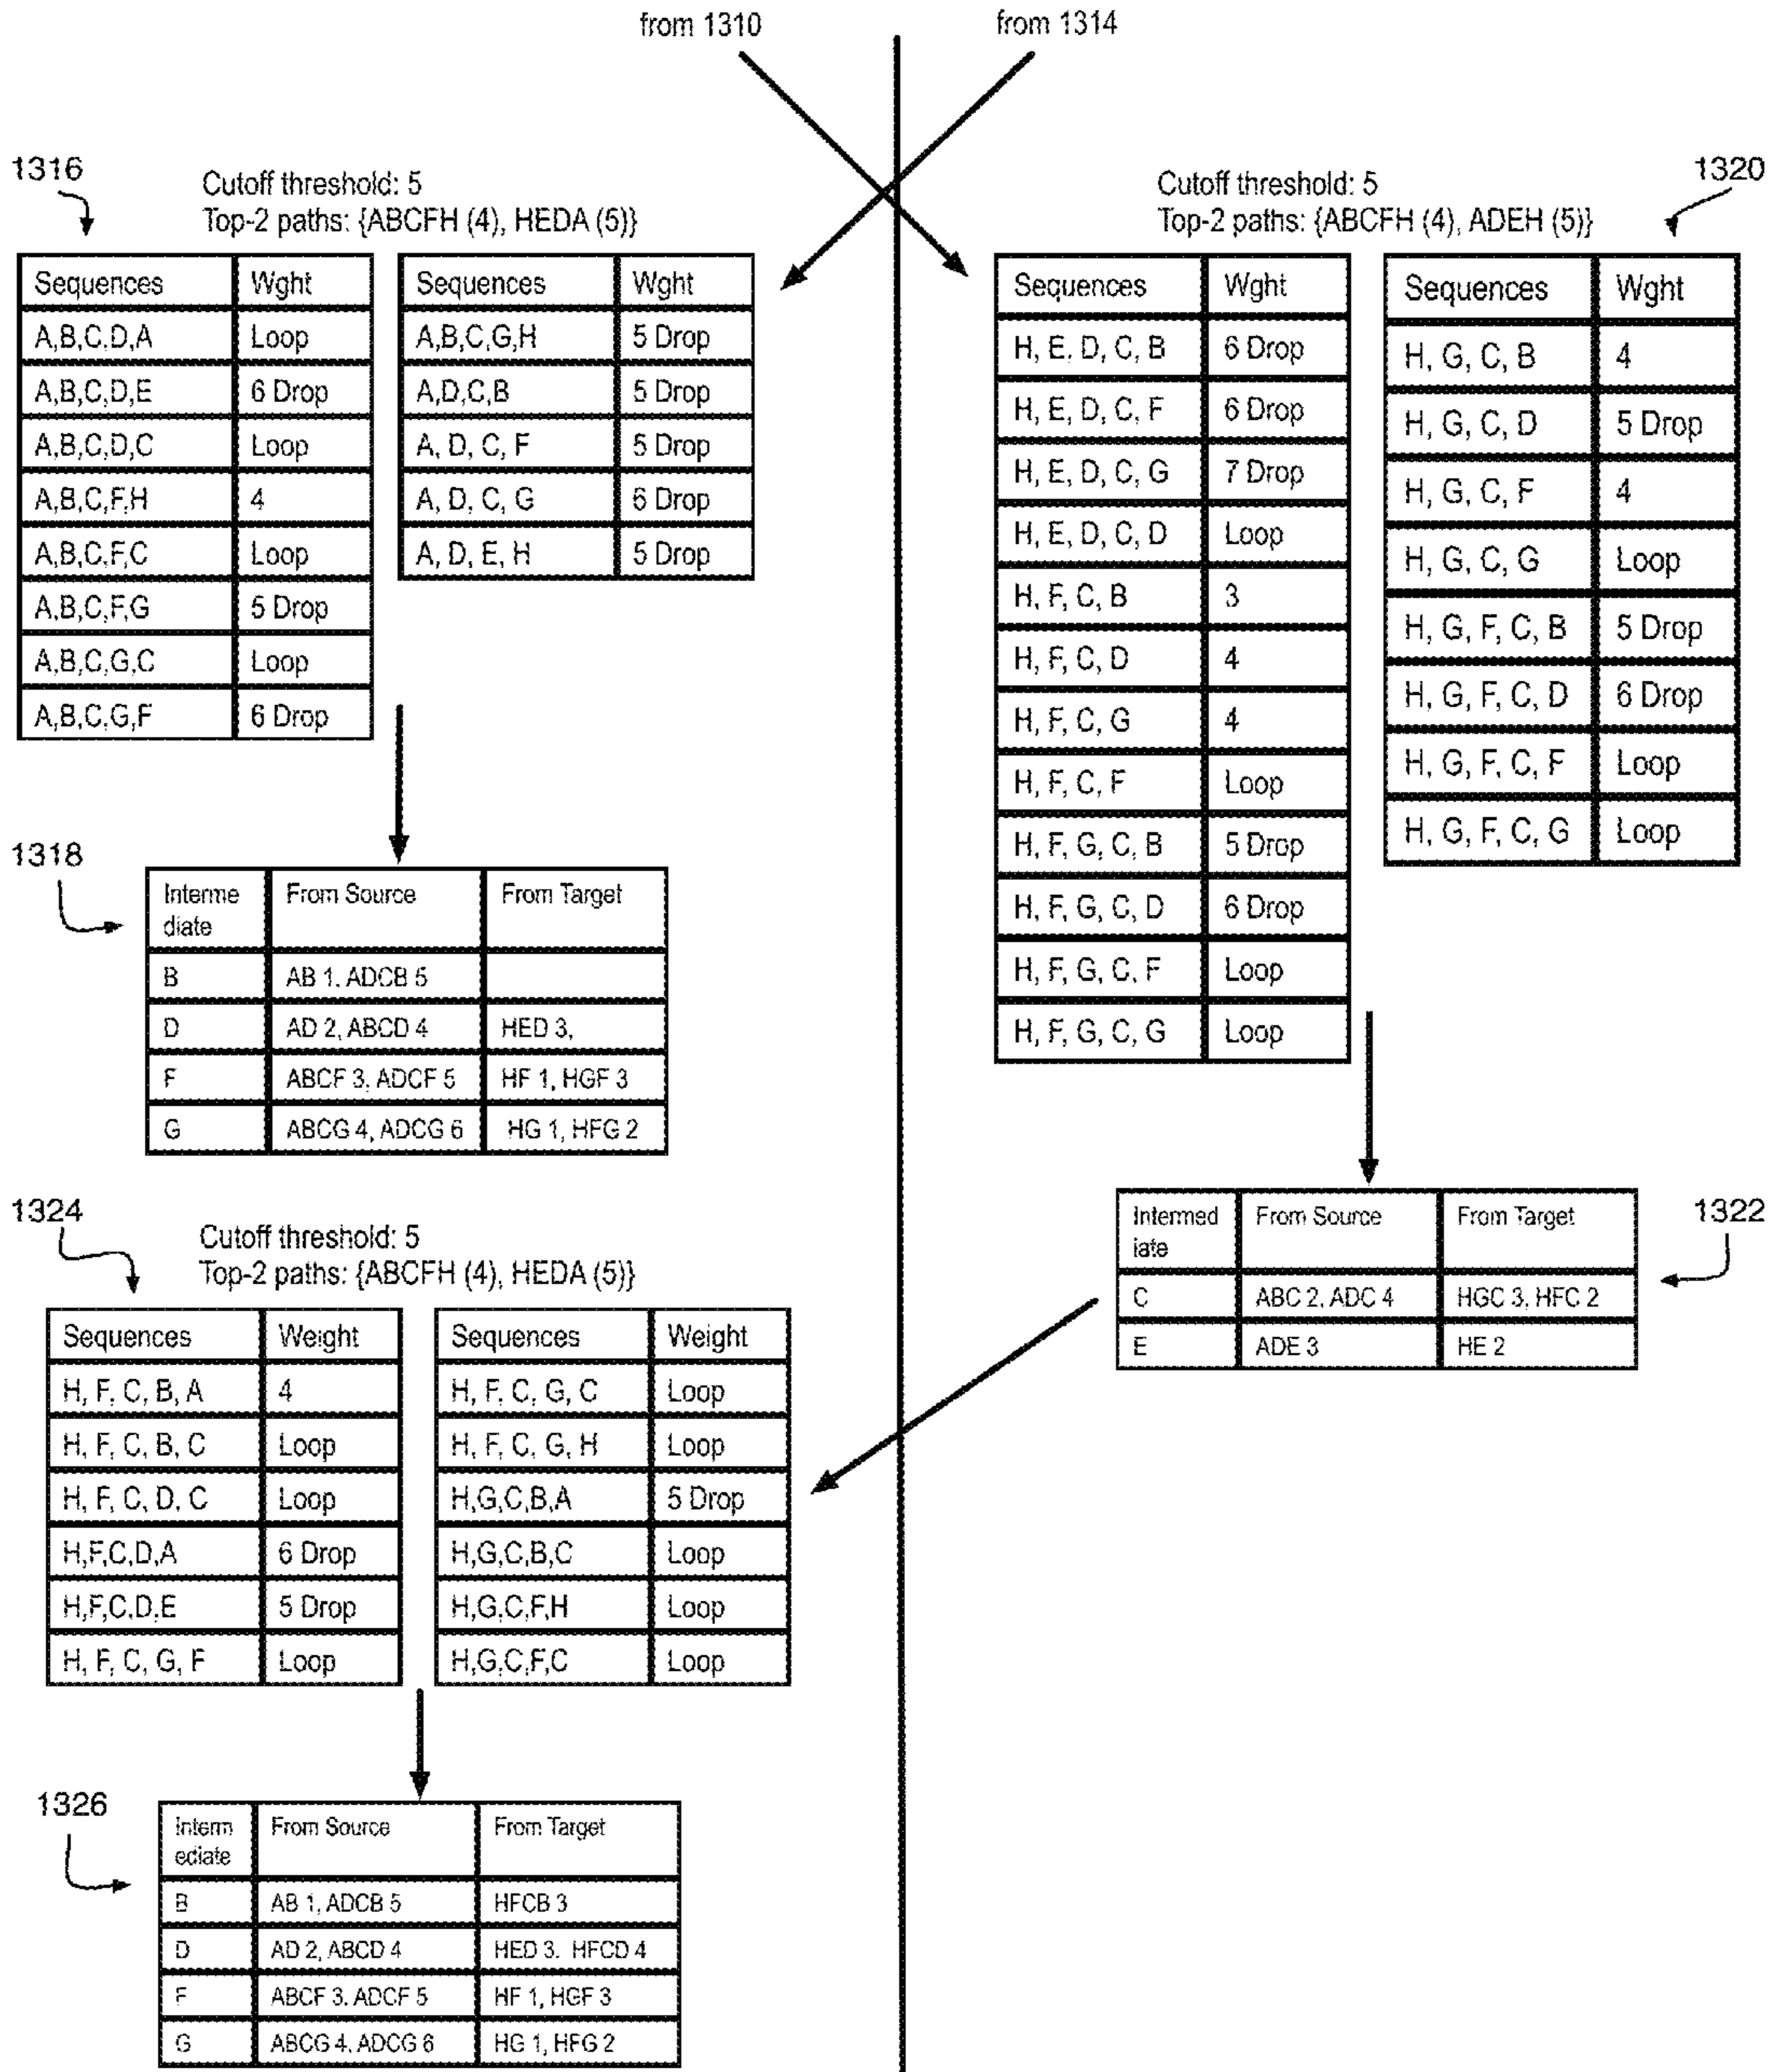 from 1310
from 1314
1316
Cutoff threshold: 5
Top-2 paths: {ABCFH (4), HEDA (5)}
Sequences Wght
A,B,C,D,A Loop
A,B,C,D,E 6 Drop
A,B,C,D,C Loop
A,B,C,F,H 4
A,B,C,F,C Loop
A,B,C,F,G 5 Drop
A,B,C,G,C Loop
A,B,C,G,F 6 Drop
Sequences Wght
A,B,C,G,H 5 Drop
A,D,C,B 5 Drop
A, D, C, F 5 Drop
A, D, C, G 6 Drop
A, D, E, H 5 Drop
1320
Cutoff threshold: 5
Top-2 paths: {ABCFH (4), ADEH (5)}
Sequences Wght
H, E, D, C, B 6 Drop
H, E, D, C, F 6 Drop
H, E, D, C, G 7 Drop
H, E, D, C, D Loop
H, F, C, B 3
H, F, C, D 4
H, F, C, G 4
H, F, C, F Loop
H, F, G, C, B 5 Drop
H, F, G, C, D 6 Drop
H, F, G, C, F Loop
H, F, G, C, G Loop
Sequences Wght
H, G, C, B 4
H, G, C, D 5 Drop
H, G, C, F 4
H, G, C, G Loop
H, G, F, C, B 5 Drop
H, G, F, C, D 6 Drop
H, G, F, C, F Loop
H, G, F, C, G Loop
1318
Interme From Source From Target
diate
B AB 1, ADCB 5
D AD 2, ABCD 4 HED 3,
F ABCF 3, ADCF 5 HF 1, HGF 3
G ABCG 4, ADCG 6 HG 1, HFG 2
1322
Intermed From Source From Target
iate
C ABC 2, ADC 4 HGC 3, HFC 2
E ADE 3 HE 2
1324
Cutoff threshold: 5
Top-2 paths: {ABCFH (4), HEDA (5)}
Sequences Weight
H, F, C, B, A 4
H, F, C, B, C Loop
H, F, C, D, C Loop
H,F,C,D,A 6 Drop
H,F,C,D,E 5 Drop
H, F, C, G, F Loop
Sequences Weight
H, F, C, G, C Loop
H, F, C, G, H Loop
H,G,C,B,A 5 Drop
H,G,C,B,C Loop
H,G,C,F,H Loop
H,G,C,F,C Loop
1326
Interm From Source From Target
ediate
B AB 1, ADCB 5 HFCB 3
D AD 2, ABCD 4 HED 3. HFCD 4
F ABCF 3. ADCF 5 HF 1, HGF 3
G ABCG 4, ADCG 6 HG 1, HFG 2